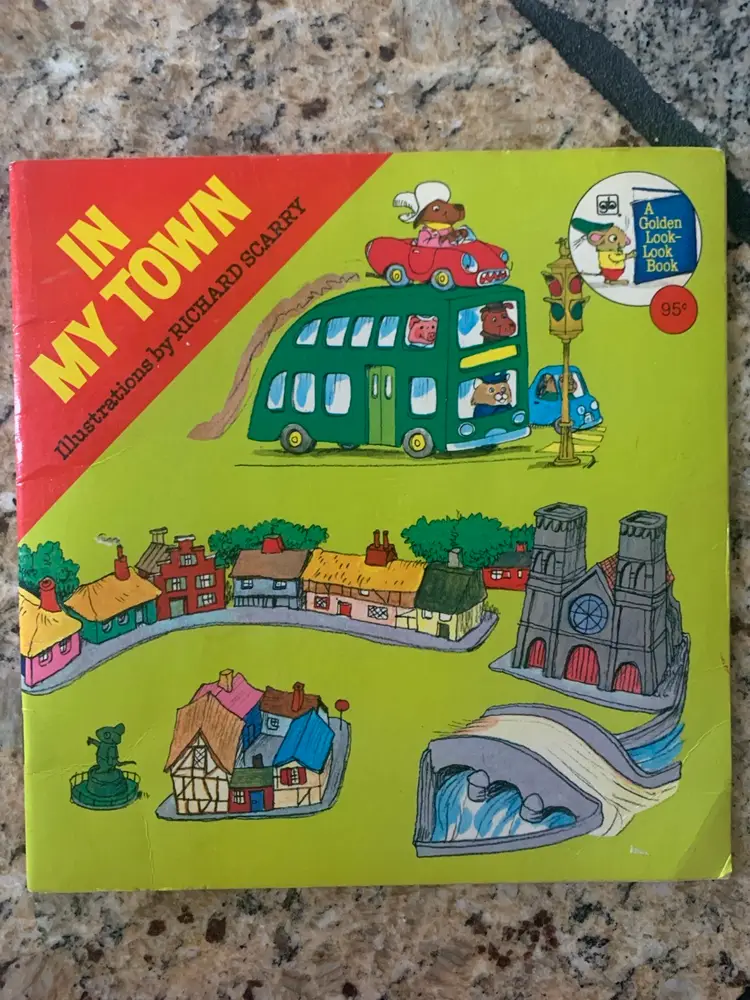 IN
MY TOWN
Illustrations by RICHARD SCARRY
A
Golden
Look-
Look
Book
95¢